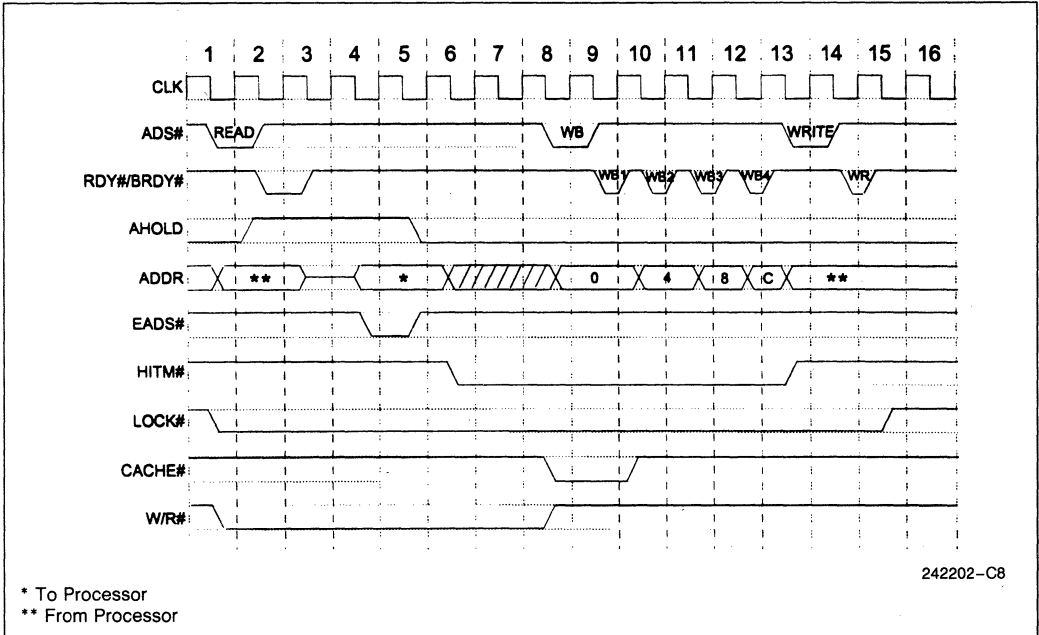 1 2 3 4 5 6 7 8 9 10 11 12 13 14 15 16
CLK
ADS# READ WB WRITE
RDY#/BRDY# WB1 WB2 WB3 WB4 WR
AHOLD
ADDR ** * 0 4 8 C **
EADS#
HITM#
LOCK#
CACHE#
W/R#
242202-C8
* To Processor
** From Processor